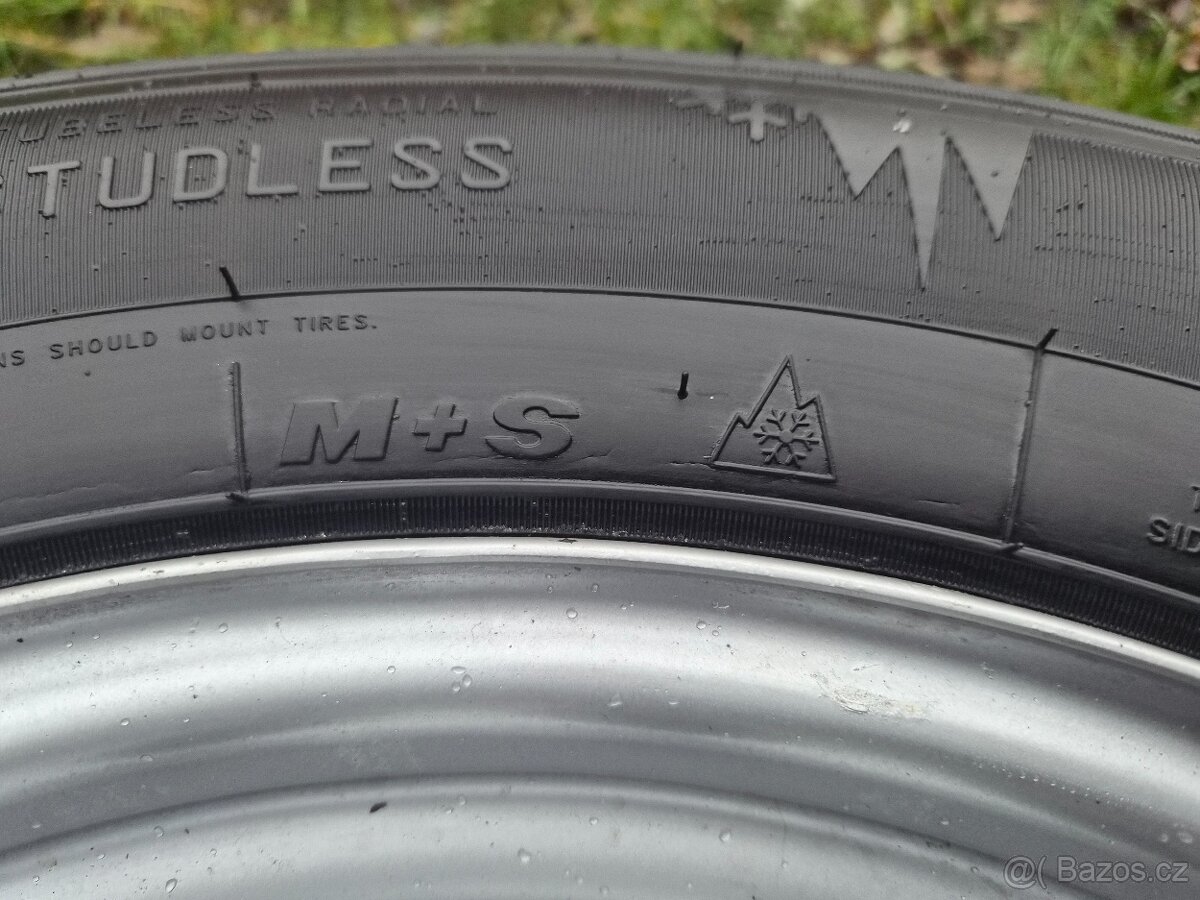 TUBELESS RADIAL
STUDLESS
NS SHOULD MOUNT TIRES.
M+S
SID
@( Bazos.cz